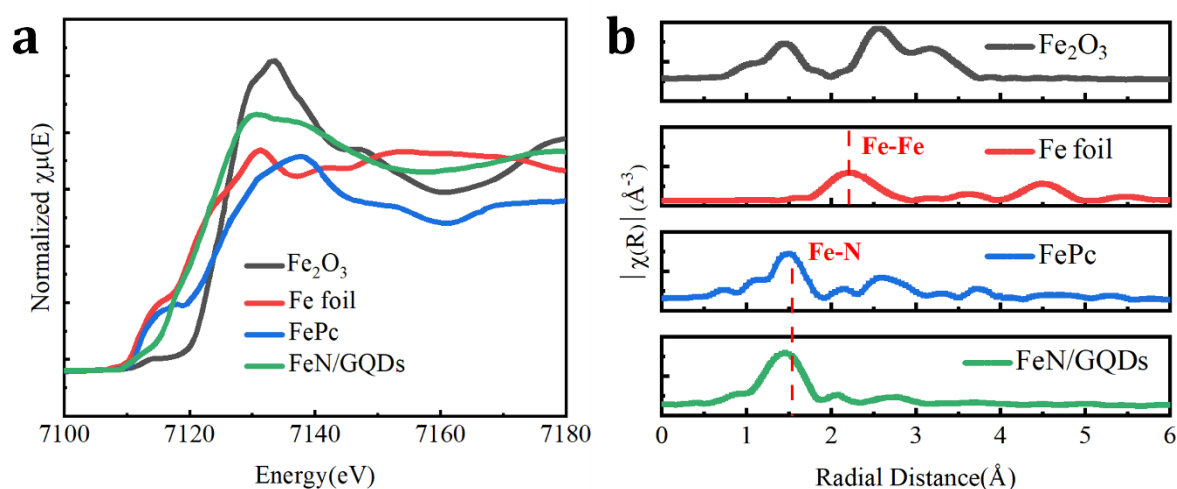 a
Normalized χμ(E)
Fe₂O₃
Fe foil
FePc
FeN/GQDs
7100 7120 7140 7160 7180
Energy(eV)
b
|χ(R)| (Å⁻³)
Fe₂O₃
Fe-Fe
Fe foil
Fe-N
FePc
FeN/GQDs
0 1 2 3 4 5 6
Radial Distance(Å)